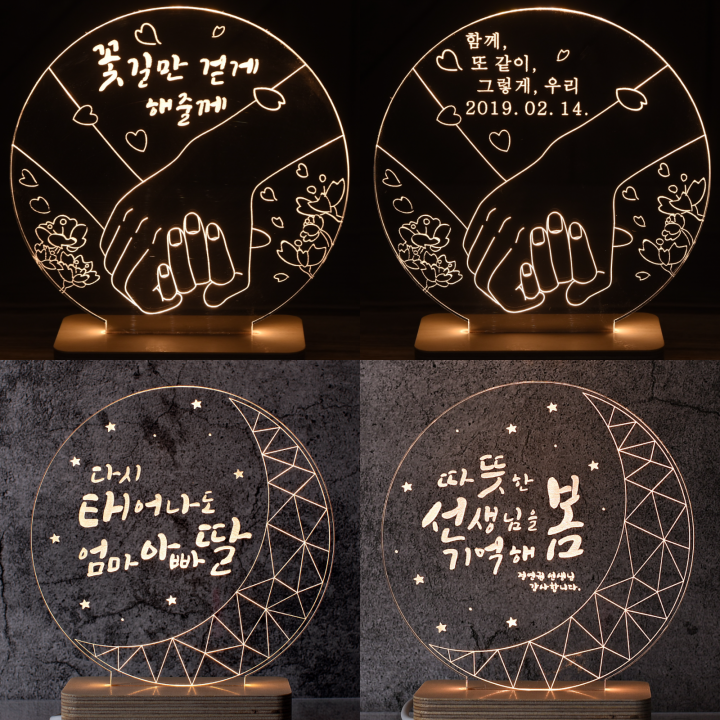 꽃길만 걷게
해줄께
함께,
또 같이,
그렇게, 우리
2019. 02. 14.
다시
태어나도
엄마아빠딸
따뜻한
선생님을
기억해 봄
선생님
감사합니다.